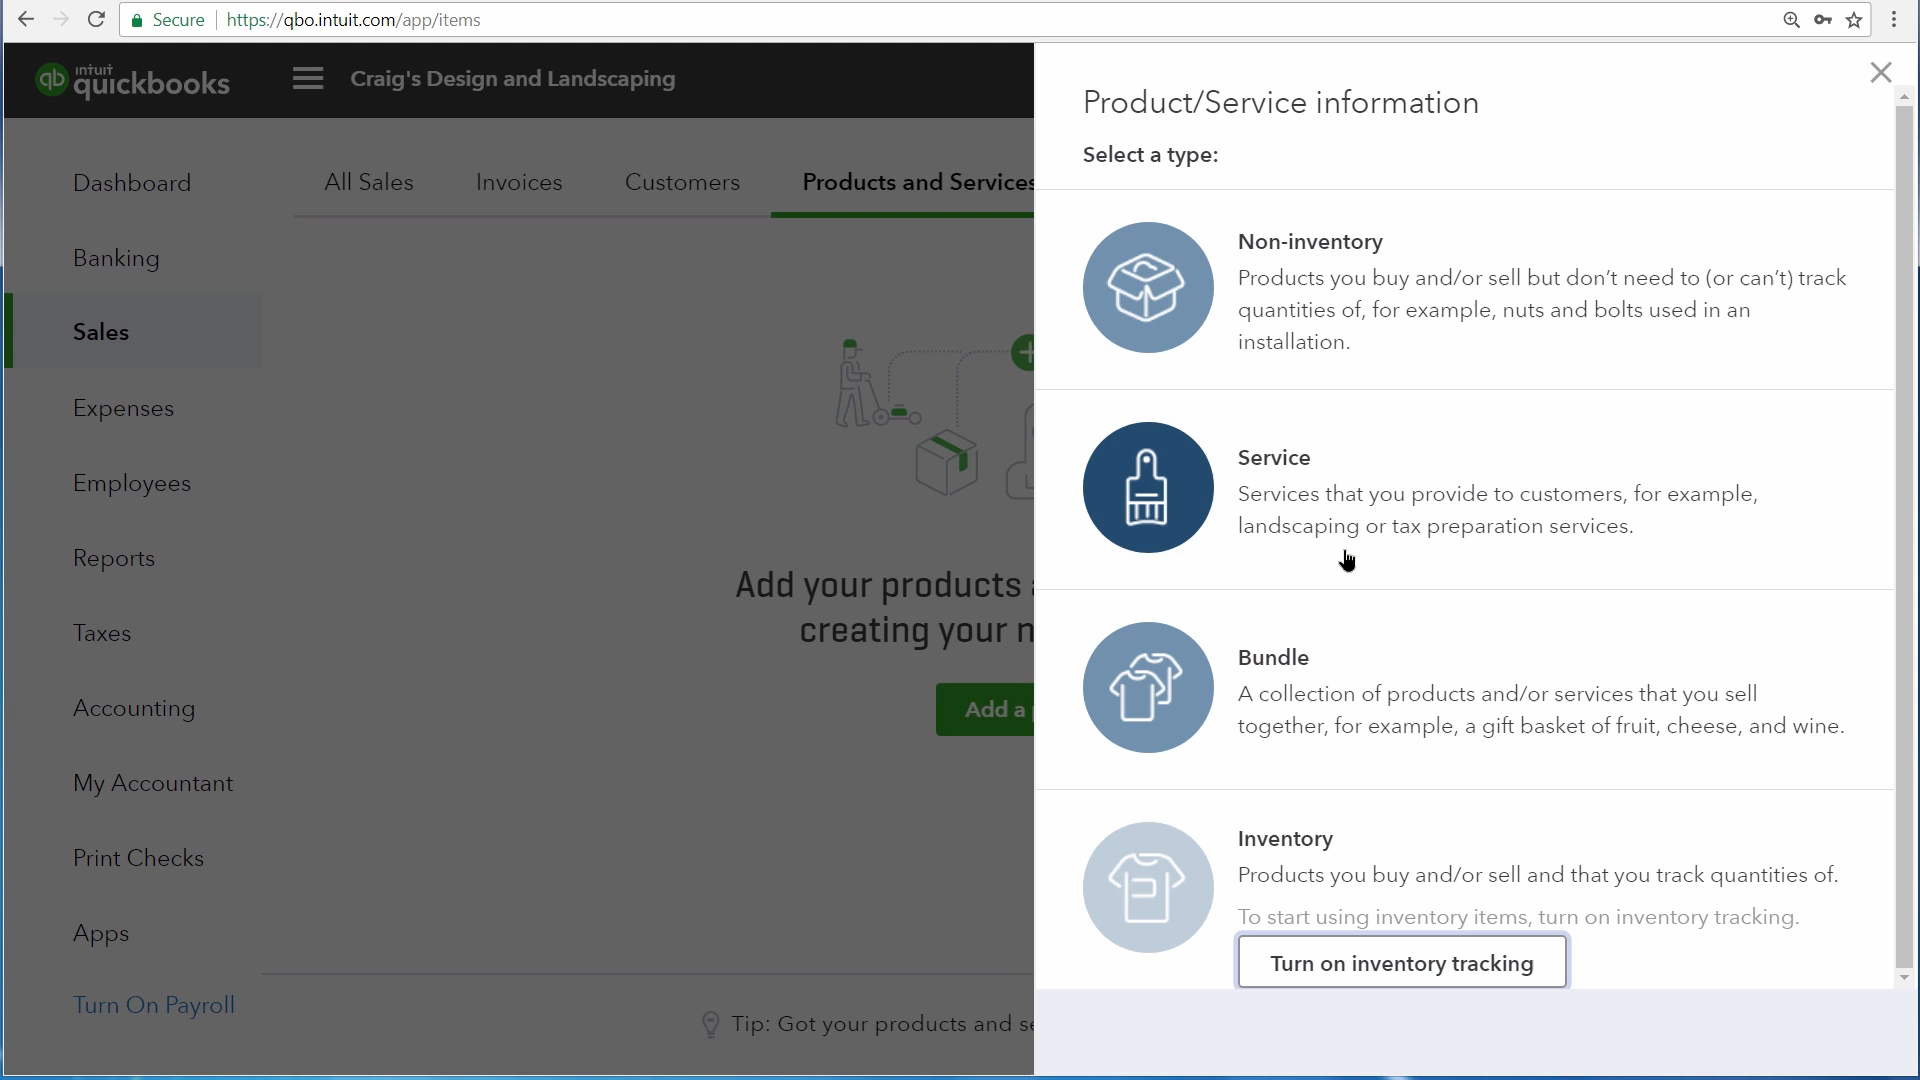 Secure https://qbo.intuit.com/app/items
qb intuit quickbooks
Craig's Design and Landscaping
Dashboard
Banking
Sales
Expenses
Employees
Reports
Taxes
Accounting
My Accountant
Print Checks
Apps
Turn On Payroll
All Sales Invoices Customers Products and Services
Add your products
creating your
Add a
Tip: Got your products and
Product/Service information
Select a type:
Non-inventory
Products you buy and/or sell but don’t need to (or can’t) track
quantities of, for example, nuts and bolts used in an
installation.
Service
Services that you provide to customers, for example,
landscaping or tax preparation services.
Bundle
A collection of products and/or services that you sell
together, for example, a gift basket of fruit, cheese, and wine.
Inventory
Products you buy and/or sell and that you track quantities of.
To start using inventory items, turn on inventory tracking.
Turn on inventory tracking